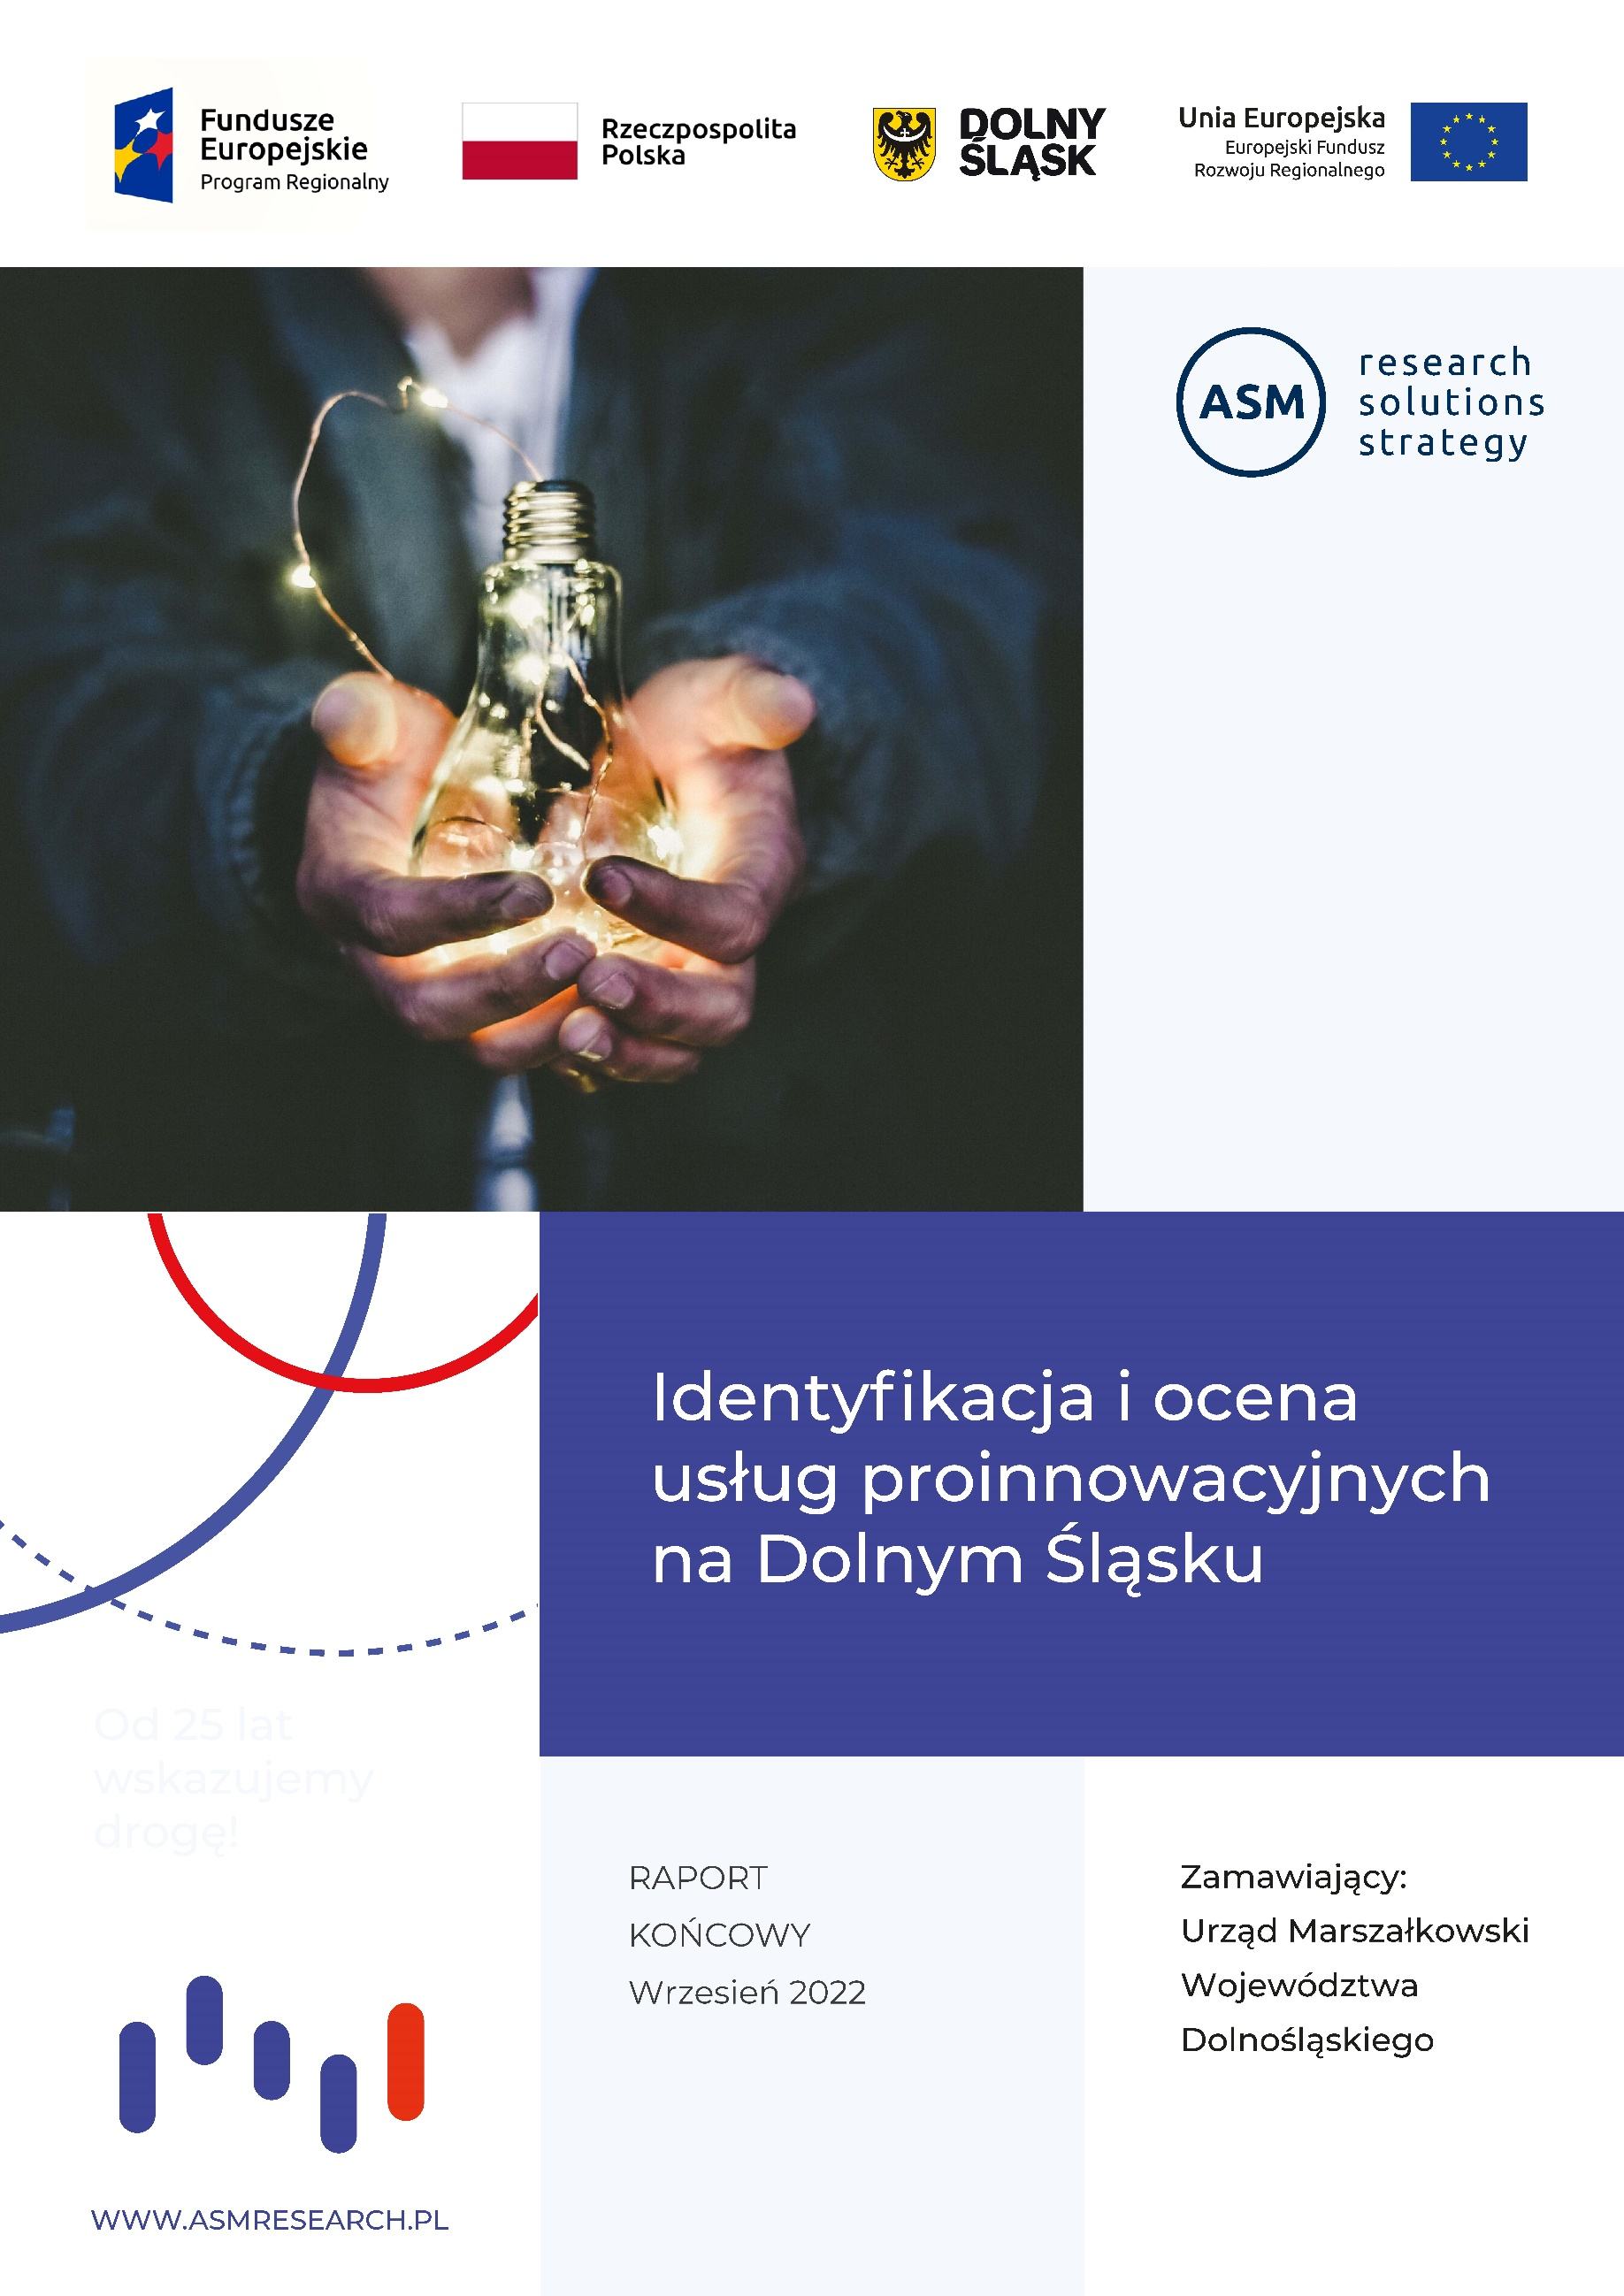 Fundusze
Europejskie
Program Regionalny
Rzeczpospolita
Polska
DOLNY
ŚLĄSK
Unia Europejska
Europejski Fundusz
Rozwoju Regionalnego
ASM
research
solutions
strategy
Identyfikacja i ocena
usług proinnowacyjnych
na Dolnym Śląsku
Od 25 lat
wskazujemy
drogę!
RAPORT
KOŃCOWY
Wrzesień 2022
Zamawiający:
Urząd Marszałkowski
Województwa
Dolnośląskiego
WWW.ASMRESEARCH.PL